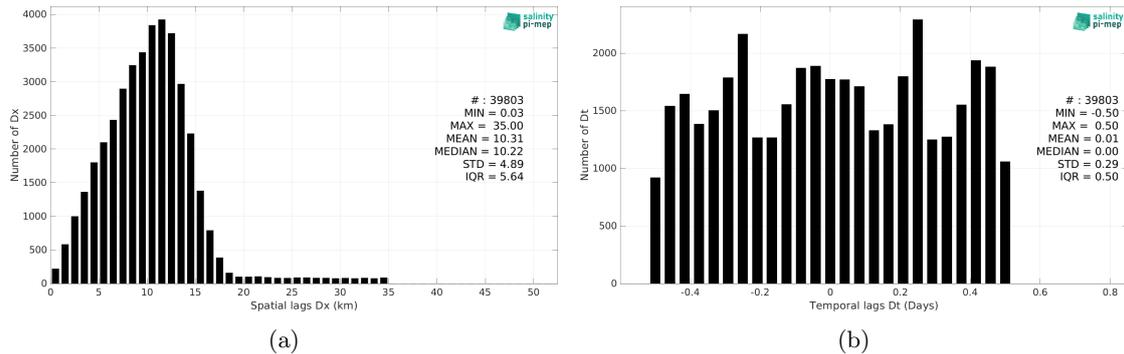 4000
3500
3000
2500
2000
1500
1000
500
0
Number of Dx
salinity
pi-mep
# : 39803
MIN = 0.03
MAX = 35.00
MEAN = 10.31
MEDIAN = 10.22
STD = 4.89
IQR = 5.64
0 5 10 15 20 25 30 35 40 45 50
Spatial lags Dx (km)
(a)
2000
1500
1000
500
0
Number of Dt
salinity
pi-mep
# : 39803
MIN = -0.50
MAX = 0.50
MEAN = 0.01
MEDIAN = 0.00
STD = 0.29
IQR = 0.50
-0.4 -0.2 0 0.2 0.4 0.6 0.8
Temporal lags Dt (Days)
(b)